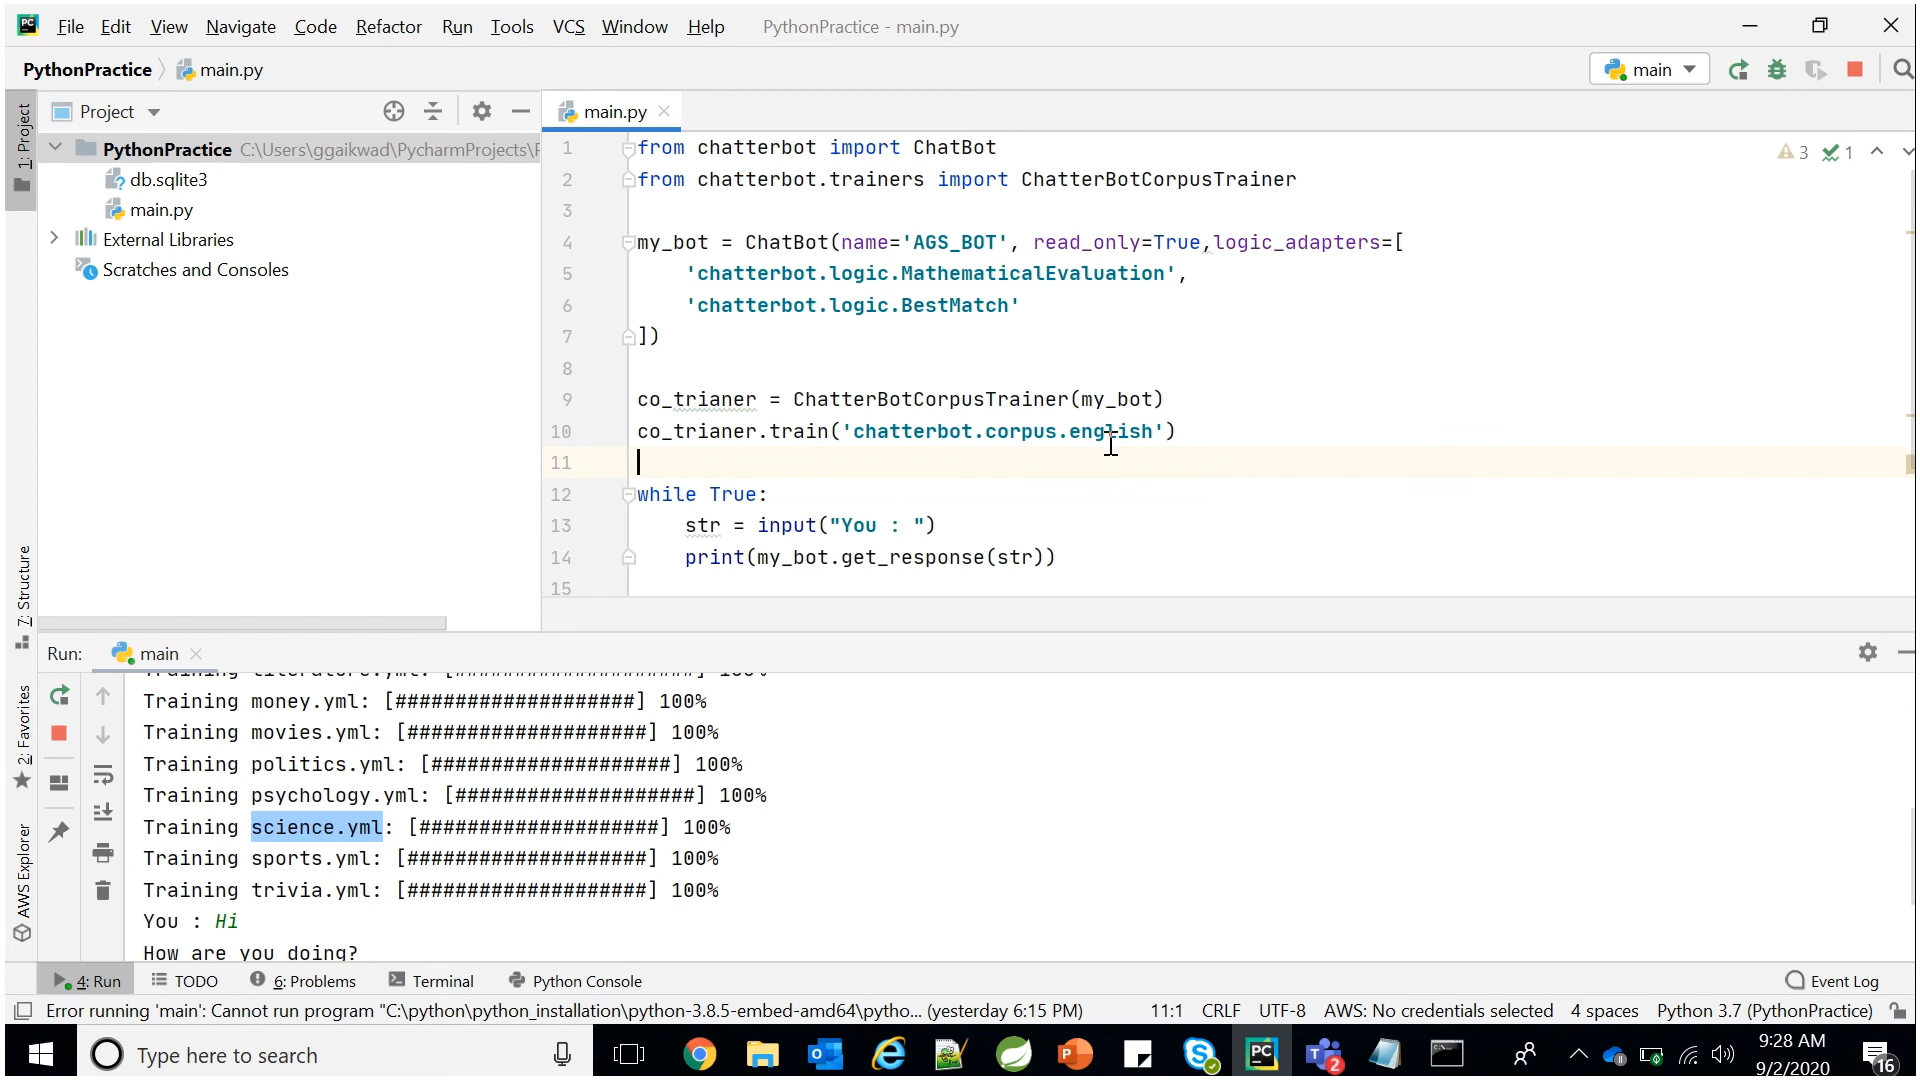 File Edit View Navigate Code Refactor Run Tools VCS Window Help PythonPractice - main.py
PythonPractice main.py main
1: Project
Project
main.py
PythonPractice C:\Users\ggaikwad\PycharmProjects\
db.sqlite3
main.py
External Libraries
Scratches and Consoles
3 1
1 from chatterbot import ChatBot
2 from chatterbot.trainers import ChatterBotCorpusTrainer
3
4 my_bot = ChatBot(name='AGS_BOT', read_only=True,logic_adapters=[
5 'chatterbot.logic.MathematicalEvaluation',
6 'chatterbot.logic.BestMatch'
7 ])
8
9 co_trianer = ChatterBotCorpusTrainer(my_bot)
10 co_trianer.train('chatterbot.corpus.english')
11
12 while True:
13 str = input("You : ")
14 print(my_bot.get_response(str))
15
7: Structure
2: Favorites
AWS Explorer
Run: main
Training literature.yml: [####################] 100%
Training money.yml: [####################] 100%
Training movies.yml: [####################] 100%
Training politics.yml: [####################] 100%
Training psychology.yml: [####################] 100%
Training science.yml: [####################] 100%
Training sports.yml: [####################] 100%
Training trivia.yml: [####################] 100%
You : Hi
How are you doing?
4: Run TODO 6: Problems Terminal Python Console Event Log
Error running 'main': Cannot run program "C:\python\python_installation\python-3.8.5-embed-amd64\pytho... (yesterday 6:15 PM) 11:1 CRLF UTF-8 AWS: No credentials selected 4 spaces Python 3.7 (PythonPractice)
Type here to search
2
9:28 AM
9/2/2020
16